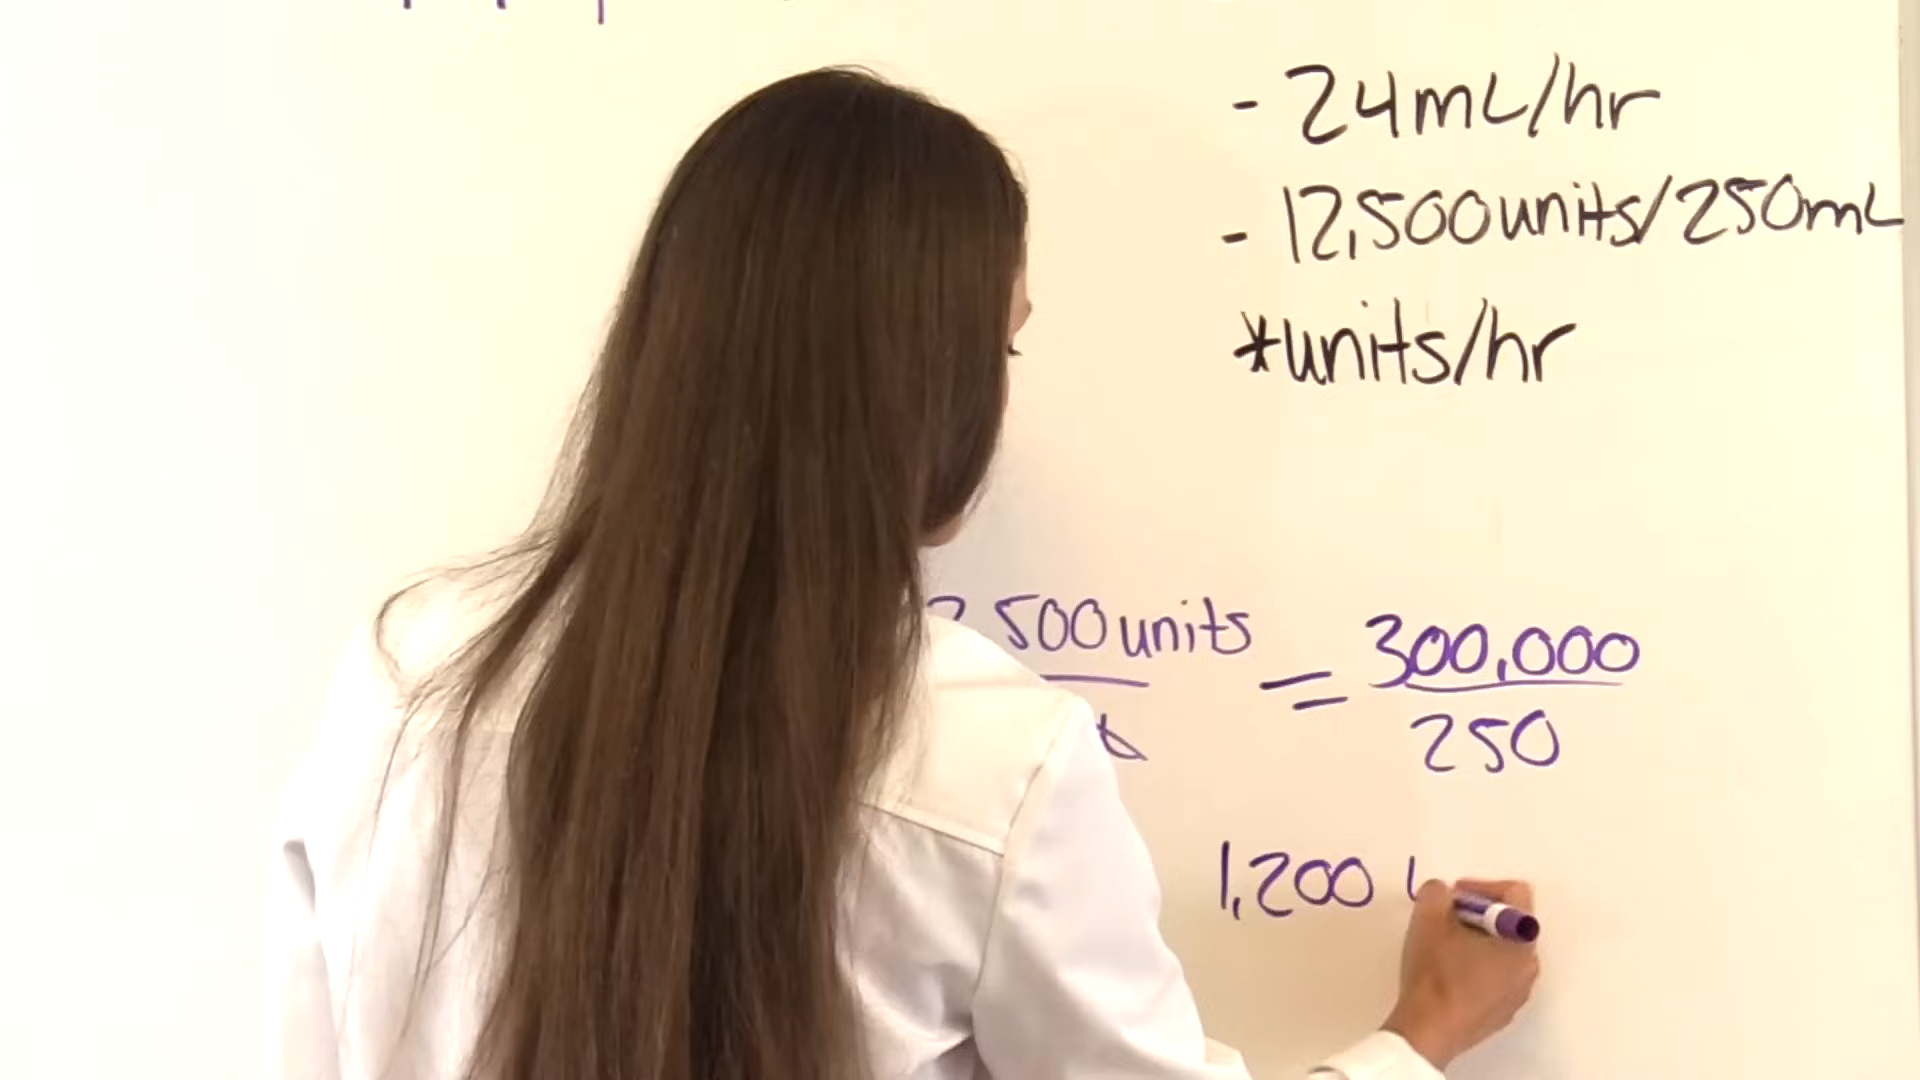 - 24mL/hr
- 12,500units/250mL
*units/hr
500units = 300,000
250
1,200